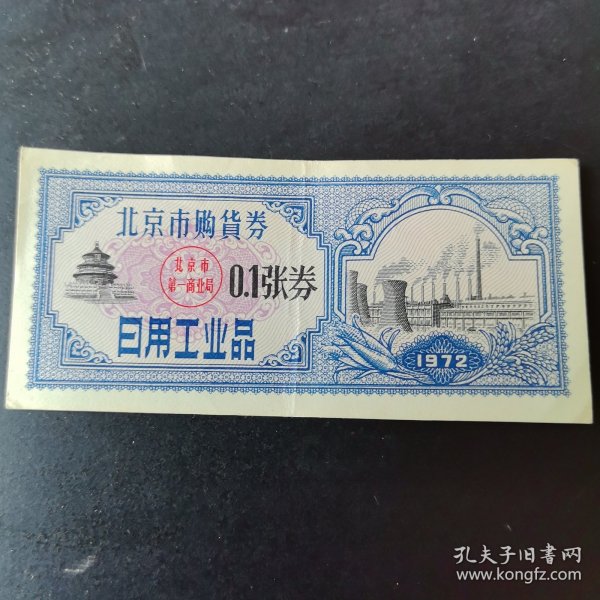 北京市购货券
北京市
第一商业局
0.1张券
日用工业品
1972
孔夫子旧书网
www.kongfz.com